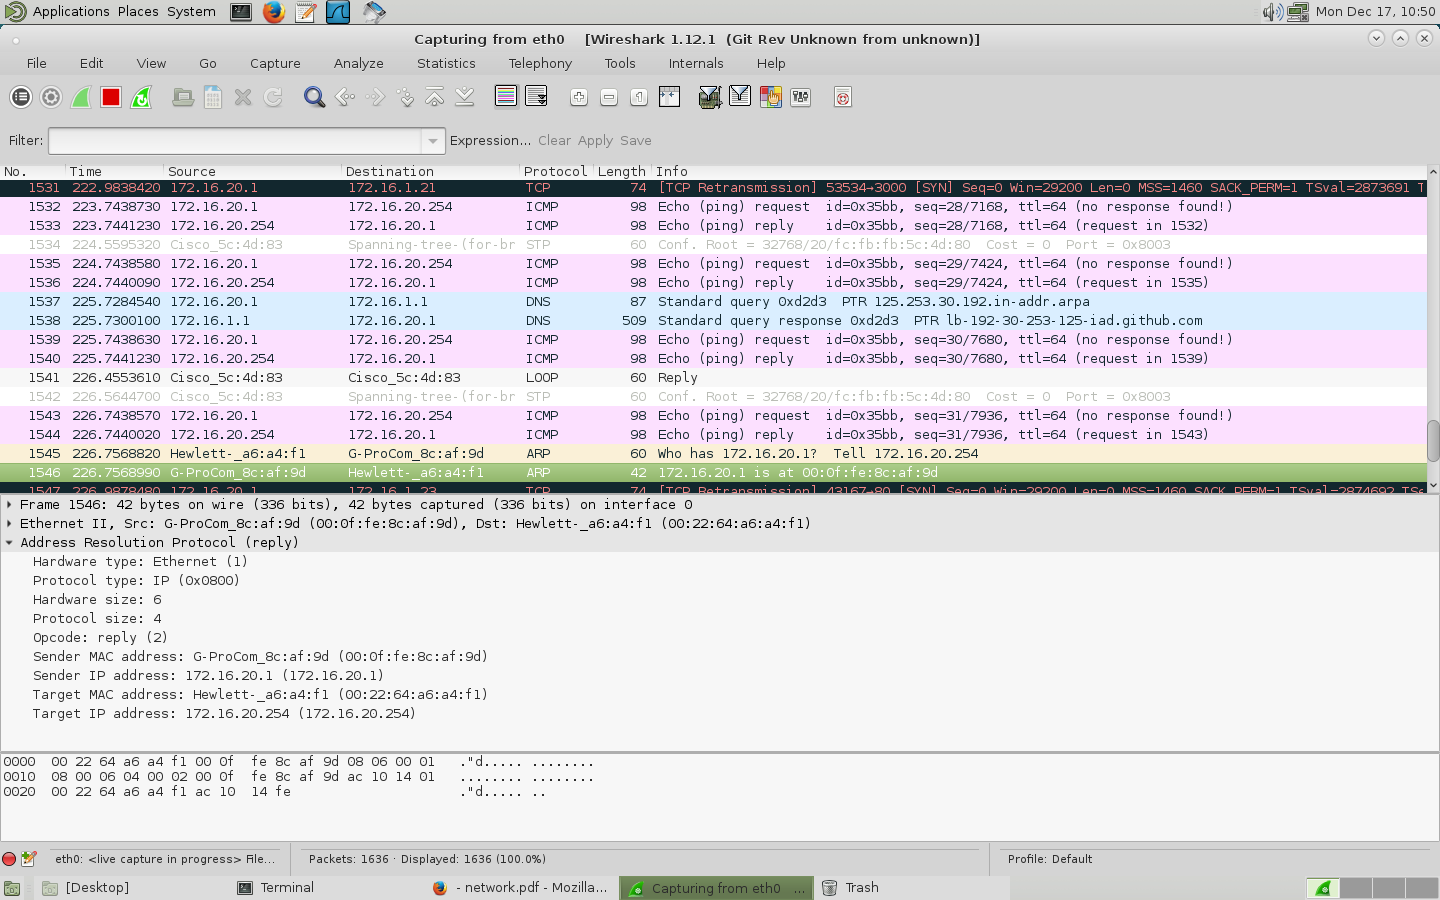 Applications Places System Mon Dec 17, 10:50
Capturing from eth0 [Wireshark 1.12.1 (Git Rev Unknown from unknown)]
File Edit View Go Capture Analyze Statistics Telephony Tools Internals Help
Filter: Expression... Clear Apply Save
No. Time Source Destination Protocol Length Info
1531 222.9838420 172.16.20.1 172.16.1.21 TCP 74 [TCP Retransmission] 53534→3000 [SYN] Seq=0 Win=29200 Len=0 MSS=1460 SACK_PERM=1 TSval=2873691 T
1532 223.7438730 172.16.20.1 172.16.20.254 ICMP 98 Echo (ping) request id=0x35bb, seq=28/7168, ttl=64 (no response found!)
1533 223.7441230 172.16.20.254 172.16.20.1 ICMP 98 Echo (ping) reply id=0x35bb, seq=28/7168, ttl=64 (request in 1532)
1534 224.5595320 Cisco_5c:4d:83 Spanning-tree-(for-br STP 60 Conf. Root = 32768/20/fc:fb:fb:5c:4d:80 Cost = 0 Port = 0x8003
1535 224.7438580 172.16.20.1 172.16.20.254 ICMP 98 Echo (ping) request id=0x35bb, seq=29/7424, ttl=64 (no response found!)
1536 224.7440090 172.16.20.254 172.16.20.1 ICMP 98 Echo (ping) reply id=0x35bb, seq=29/7424, ttl=64 (request in 1535)
1537 225.7284540 172.16.20.1 172.16.1.1 DNS 87 Standard query 0xd2d3 PTR 125.253.30.192.in-addr.arpa
1538 225.7300100 172.16.1.1 172.16.20.1 DNS 509 Standard query response 0xd2d3 PTR lb-192-30-253-125-iad.github.com
1539 225.7438630 172.16.20.1 172.16.20.254 ICMP 98 Echo (ping) request id=0x35bb, seq=30/7680, ttl=64 (no response found!)
1540 225.7441230 172.16.20.254 172.16.20.1 ICMP 98 Echo (ping) reply id=0x35bb, seq=30/7680, ttl=64 (request in 1539)
1541 226.4553610 Cisco_5c:4d:83 Cisco_5c:4d:83 LOOP 60 Reply
1542 226.5644700 Cisco_5c:4d:83 Spanning-tree-(for-br STP 60 Conf. Root = 32768/20/fc:fb:fb:5c:4d:80 Cost = 0 Port = 0x8003
1543 226.7438570 172.16.20.1 172.16.20.254 ICMP 98 Echo (ping) request id=0x35bb, seq=31/7936, ttl=64 (no response found!)
1544 226.7440020 172.16.20.254 172.16.20.1 ICMP 98 Echo (ping) reply id=0x35bb, seq=31/7936, ttl=64 (request in 1543)
1545 226.7568820 Hewlett-_a6:a4:f1 G-ProCom_8c:af:9d ARP 60 Who has 172.16.20.1? Tell 172.16.20.254
1546 226.7568990 G-ProCom_8c:af:9d Hewlett-_a6:a4:f1 ARP 42 172.16.20.1 is at 00:0f:fe:8c:af:9d
1547 226.9878480 172.16.20.1 172.16.1.23 TCP 74 [TCP Retransmission] 43167→80 [SYN] Seq=0 Win=29200 Len=0 MSS=1460 SACK_PERM=1 TSval=2874692 TSe
Frame 1546: 42 bytes on wire (336 bits), 42 bytes captured (336 bits) on interface 0
Ethernet II, Src: G-ProCom_8c:af:9d (00:0f:fe:8c:af:9d), Dst: Hewlett-_a6:a4:f1 (00:22:64:a6:a4:f1)
Address Resolution Protocol (reply)
Hardware type: Ethernet (1)
Protocol type: IP (0x0800)
Hardware size: 6
Protocol size: 4
Opcode: reply (2)
Sender MAC address: G-ProCom_8c:af:9d (00:0f:fe:8c:af:9d)
Sender IP address: 172.16.20.1 (172.16.20.1)
Target MAC address: Hewlett-_a6:a4:f1 (00:22:64:a6:a4:f1)
Target IP address: 172.16.20.254 (172.16.20.254)
0000 00 22 64 a6 a4 f1 00 0f fe 8c af 9d 08 06 00 01 ."d..... ........
0010 08 00 06 04 00 02 00 0f fe 8c af 9d ac 10 14 01 ........ ........
0020 00 22 64 a6 a4 f1 ac 10 14 fe ."d..... ..
eth0: <live capture in progress> File... Packets: 1636 · Displayed: 1636 (100.0%) Profile: Default
[Desktop] Terminal - network.pdf - Mozilla... Capturing from eth0 ... Trash